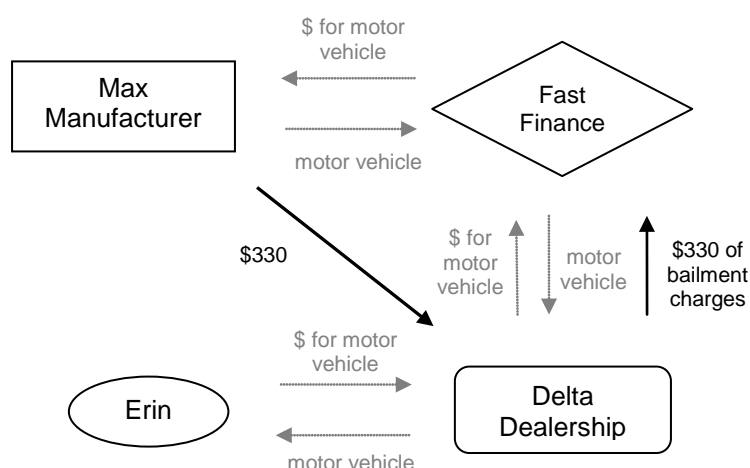 $ for motor
vehicle
Max
Manufacturer
Fast
Finance
motor vehicle
$330
$ for
motor
vehicle
motor
vehicle
$330 of
bailment
charges
$ for motor
vehicle
Erin
Delta
Dealership
motor vehicle